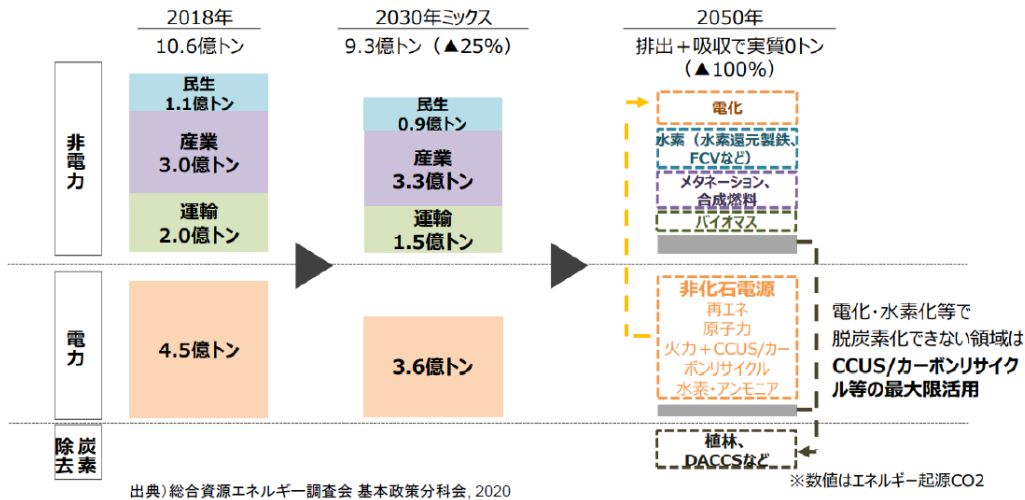 2018年
10.6億トン
2030年ミックス
9.3億トン（▲25%）
2050年
排出＋吸収で実質0トン
（▲100%）
非電力
民生
1.1億トン
産業
3.0億トン
運輸
2.0億トン
民生
0.9億トン
産業
3.3億トン
運輸
1.5億トン
電化
水素（水素還元製鉄、
FCVなど）
メタネーション、
合成燃料
バイオマス
電力
4.5億トン
3.6億トン
非化石電源
再エネ
原子力
火力＋CCUS/カー
ボンリサイクル
水素・アンモニア
電化・水素化等で
脱炭素化できない領域は
CCUS/カーボンリサイク
ル等の最大限活用
炭素除去
植林、
DACCSなど
※数値はエネルギー起源CO2
出典）総合資源エネルギー調査会 基本政策分科会, 2020